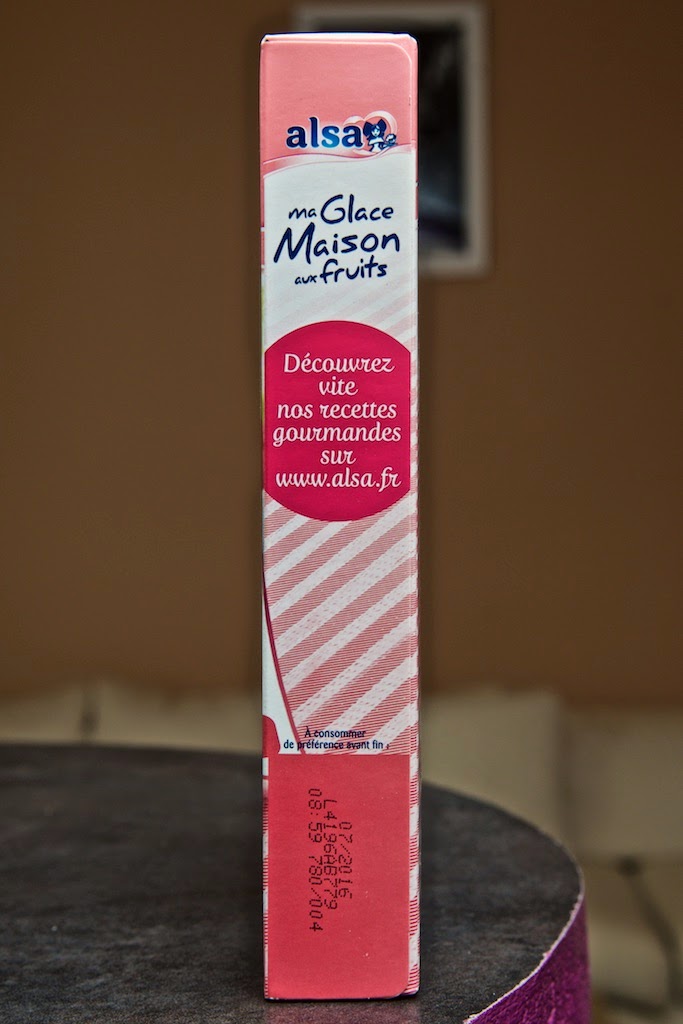 alsa
ma Glace
Maison
aux fruits
Découvrez
vite
nos recettes
gourmandes
sur
www.alsa.fr
À consommer
de préférence avant fin :
07/2016
L4196AB779
08:59 780/004